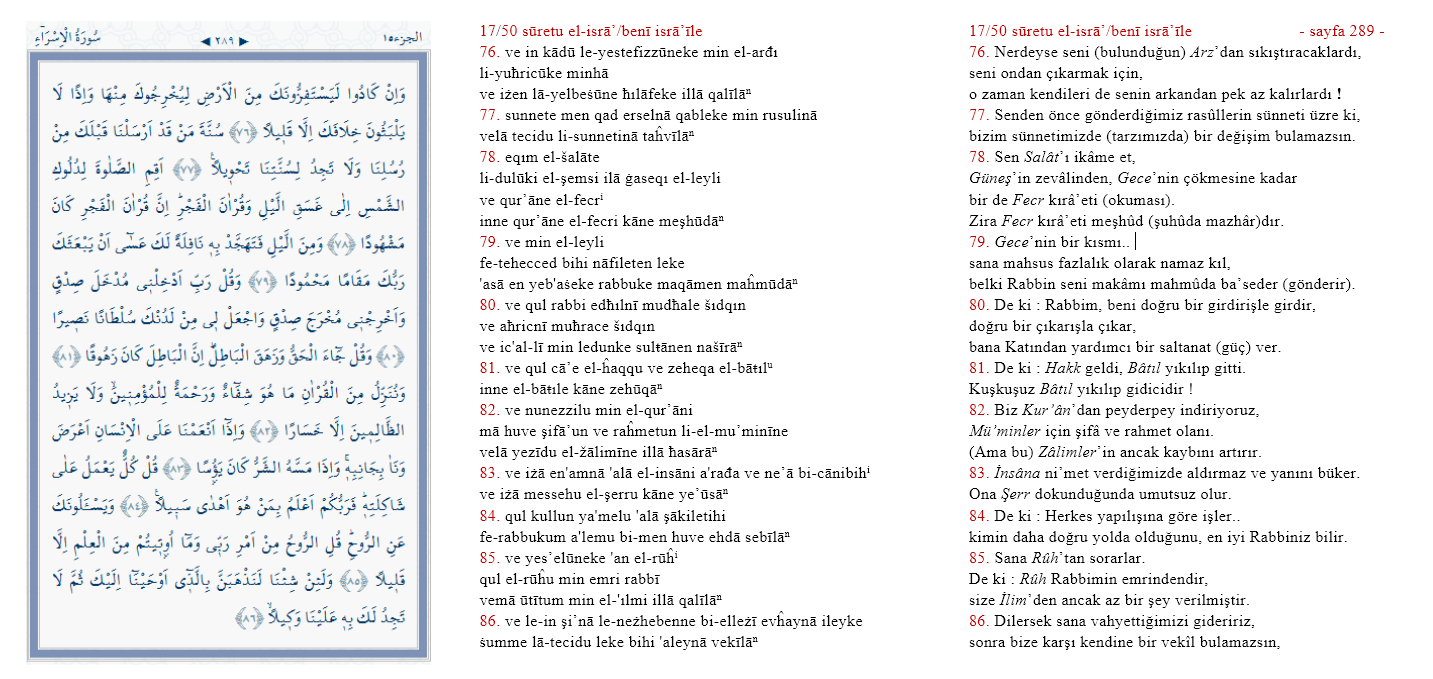 الجزء١٥ ◀ ٢٨٩ ▶ سُورَةُ الْاِسْرَٓاءِ
وَاِنْ كَادُوا لَيَسْتَفِزُّونَكَ مِنَ الْاَرْضِ لِيُخْرِجُوكَ مِنْهَا وَاِذًا لَا
يَلْبَثُونَ خِلَافَكَ اِلَّا قَلِيلًا ﴿٧٦﴾ سُنَّةَ مَنْ قَدْ اَرْسَلْنَا قَبْلَكَ مِنْ
رُسُلِنَا وَلَا تَجِدُ لِسُنَّتِنَا تَحْوِيلًا۟ ﴿٧٧﴾ اَقِمِ الصَّلٰوةَ لِدُلُوكِ
الشَّمْسِ اِلٰى غَسَقِ الَّيْلِ وَقُرْاٰنَ الْفَجْرِۜ اِنَّ قُرْاٰنَ الْفَجْرِ كَانَ
مَشْهُودًا ﴿٧٨﴾ وَمِنَ الَّيْلِ فَتَهَجَّدْ بِه۪ نَافِلَةً لَكَ عَسٰٓى اَنْ يَبْعَثَكَ
رَبُّكَ مَقَامًا مَحْمُودًا ﴿٧٩﴾ وَقُلْ رَبِّ اَدْخِلْن۪ي مُدْخَلَ صِدْقٍ
وَاَخْرِجْن۪ي مُخْرَجَ صِدْقٍ وَاجْعَلْ ل۪ي مِنْ لَدُنْكَ سُلْطَانًا نَص۪يرًا
﴿٨٠﴾ وَقُلْ جَٓاءَ الْحَقُّ وَزَهَقَ الْبَاطِلُۜ اِنَّ الْبَاطِلَ كَانَ زَهُوقًا ﴿٨١﴾
وَنُنَزِّلُ مِنَ الْقُرْاٰنِ مَا هُوَ شِفَٓاءٌ وَرَحْمَةٌ لِلْمُؤْمِن۪ينَۙ وَلَا يَز۪يدُ
الظَّالِم۪ينَ اِلَّا خَسَارًا ﴿٨٢﴾ وَاِذَٓا اَنْعَمْنَا عَلَى الْاِنْسَانِ اَعْرَضَ
وَنَاٰ بِجَانِبِه۪ۚ وَاِذَا مَسَّهُ الشَّرُّ كَانَ يَؤُ۫سًا ﴿٨٣﴾ قُلْ كُلٌّ يَعْمَلُ عَلٰى
شَاكِلَتِه۪ۜ فَرَبُّكُمْ اَعْلَمُ بِمَنْ هُوَ اَهْدٰى سَب۪يلًا۟ ﴿٨٤﴾ وَيَسْـَٔلُونَكَ
عَنِ الرُّوحِۜ قُلِ الرُّوحُ مِنْ اَمْرِ رَبّ۪ي وَمَٓا اُو۫ت۪يتُمْ مِنَ الْعِلْمِ اِلَّا
قَل۪يلًا ﴿٨٥﴾ وَلَئِنْ شِئْنَا لَنَذْهَبَنَّ بِالَّذ۪ٓي اَوْحَيْنَٓا اِلَيْكَ ثُمَّ لَا
تَجِدُ لَكَ بِه۪ عَلَيْنَا وَك۪يلًاۙ ﴿٨٦﴾
17/50 sūretu el-isrā’/benī isrā’īle
76. ve in kādū le-yestefizzūneke min el-arđı
li-yuħricūke minhā
ve iżen lā-yelbeŝūne ħılāfeke illā qalīlāⁿ
77. sunnete men qad erselnā qableke min rusulinā
velā tecidu li-sunnetinā taĥvīlāⁿ
78. eqım el-šalāte
li-dulūki el-şemsi ilā ġaseqı el-leyli
ve qur’āne el-fecrⁱ
inne qur’āne el-fecri kāne meşhūdāⁿ
79. ve min el-leyli
fe-tehecced bihi nāfileten leke
'asā en yeb'aŝeke rabbuke maqāmen maĥmūdāⁿ
80. ve qul rabbi edħılnī mudħale šıdqın
ve aħricnī muħrace šıdqın
ve ic'al-lī min ledunke sulŧānen našīrāⁿ
81. ve qul cā’e el-ĥaqqu ve zeheqa el-bāŧılᵘ
inne el-bāŧıle kāne zehūqāⁿ
82. ve nunezzilu min el-qur’āni
mā huve şifā’un ve raĥmetun li-el-mu’minīne
velā yezīdu el-žālimīne illā ħasārāⁿ
83. ve iżā en'amnā 'alā el-insāni a'rađa ve ne’ā bi-cānibihⁱ
ve iżā messehu el-şerru kāne ye’ūsāⁿ
84. qul kullun ya'melu 'alā şākiletihi
fe-rabbukum a'lemu bi-men huve ehdā sebīlāⁿ
85. ve yes’elūneke 'an el-rūĥⁱ
qul el-rūĥu min emri rabbī
vemā ūtītum min el-'ılmi illā qalīlāⁿ
86. ve le-in şi’nā le-neżhebenne bi-elleżī evĥaynā ileyke
ŝumme lā-tecidu leke bihi 'aleynā vekīlāⁿ
17/50 sūretu el-isrā’/benī isrā’īle - sayfa 289 -
76. Nerdeyse seni (bulunduğun) Arz’dan sıkıştıracaklardı,
seni ondan çıkarmak için,
o zaman kendileri de senin arkandan pek az kalırlardı !
77. Senden önce gönderdiğimiz rasûllerin sünneti üzre ki,
bizim sünnetimizde (tarzımızda) bir değişim bulamazsın.
78. Sen Salât’ı ikâme et,
Güneş’in zevâlinden, Gece’nin çökmesine kadar
bir de Fecr kırâ’eti (okuması).
Zira Fecr kırâ’eti meşhûd (şuhûda mazhâr)dır.
79. Gece’nin bir kısmı..
sana mahsus fazlalık olarak namaz kıl,
belki Rabbin seni makâmı mahmûda ba’seder (gönderir).
80. De ki : Rabbim, beni doğru bir girdirişle girdir,
doğru bir çıkarışla çıkar,
bana Katından yardımcı bir saltanat (güç) ver.
81. De ki : Hakk geldi, Bâtıl yıkılıp gitti.
Kuşkuşuz Bâtıl yıkılıp gidicidir !
82. Biz Kur’ân’dan peyderpey indiriyoruz,
Mü’minler için şifâ ve rahmet olanı.
(Ama bu) Zâlimler’in ancak kaybını artırır.
83. İnsâna ni’met verdiğimizde aldırmaz ve yanını büker.
Ona Şerr dokunduğunda umutsuz olur.
84. De ki : Herkes yapılışına göre işler..
kimin daha doğru yolda olduğunu, en iyi Rabbiniz bilir.
85. Sana Rûh’tan sorarlar.
De ki : Rûh Rabbimin emrindendir,
size İlim’den ancak az bir şey verilmiştir.
86. Dilersek sana vahyettiğimizi gideririz,
sonra bize karşı kendine bir vekîl bulamazsın,